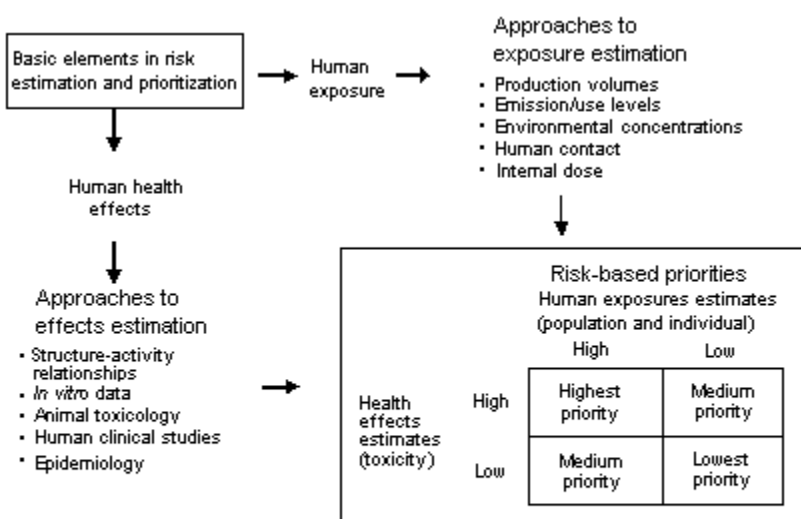 Basic elements in risk
estimation and prioritization
Human
exposure
Approaches to
exposure estimation
• Production volumes
• Emission/use levels
• Environmental concentrations
• Human contact
• Internal dose
Human health
effects
Approaches to
effects estimation
• Structure-activity
relationships
• In vitro data
• Animal toxicology
• Human clinical studies
• Epidemiology
Risk-based priorities
Human exposures estimates
(population and individual)
High Low
Health
effects
estimates
(toxicity)
High
Highest
priority
Medium
priority
Low
Medium
priority
Lowest
priority